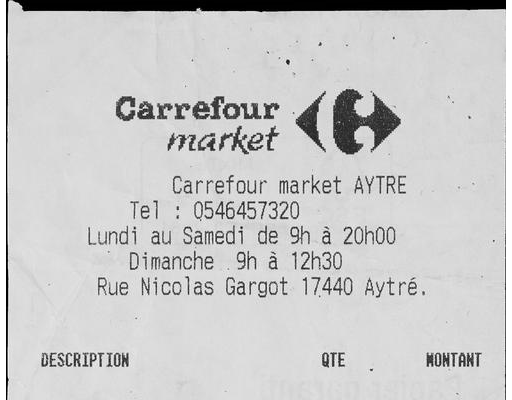 Carrefour
market
Carrefour market AYTRE
Tel : 0546457320
Lundi au Samedi de 9h à 20h00
Dimanche 9h à 12h30
Rue Nicolas Gargot 17440 Aytré.
DESCRIPTION QTE MONTANT